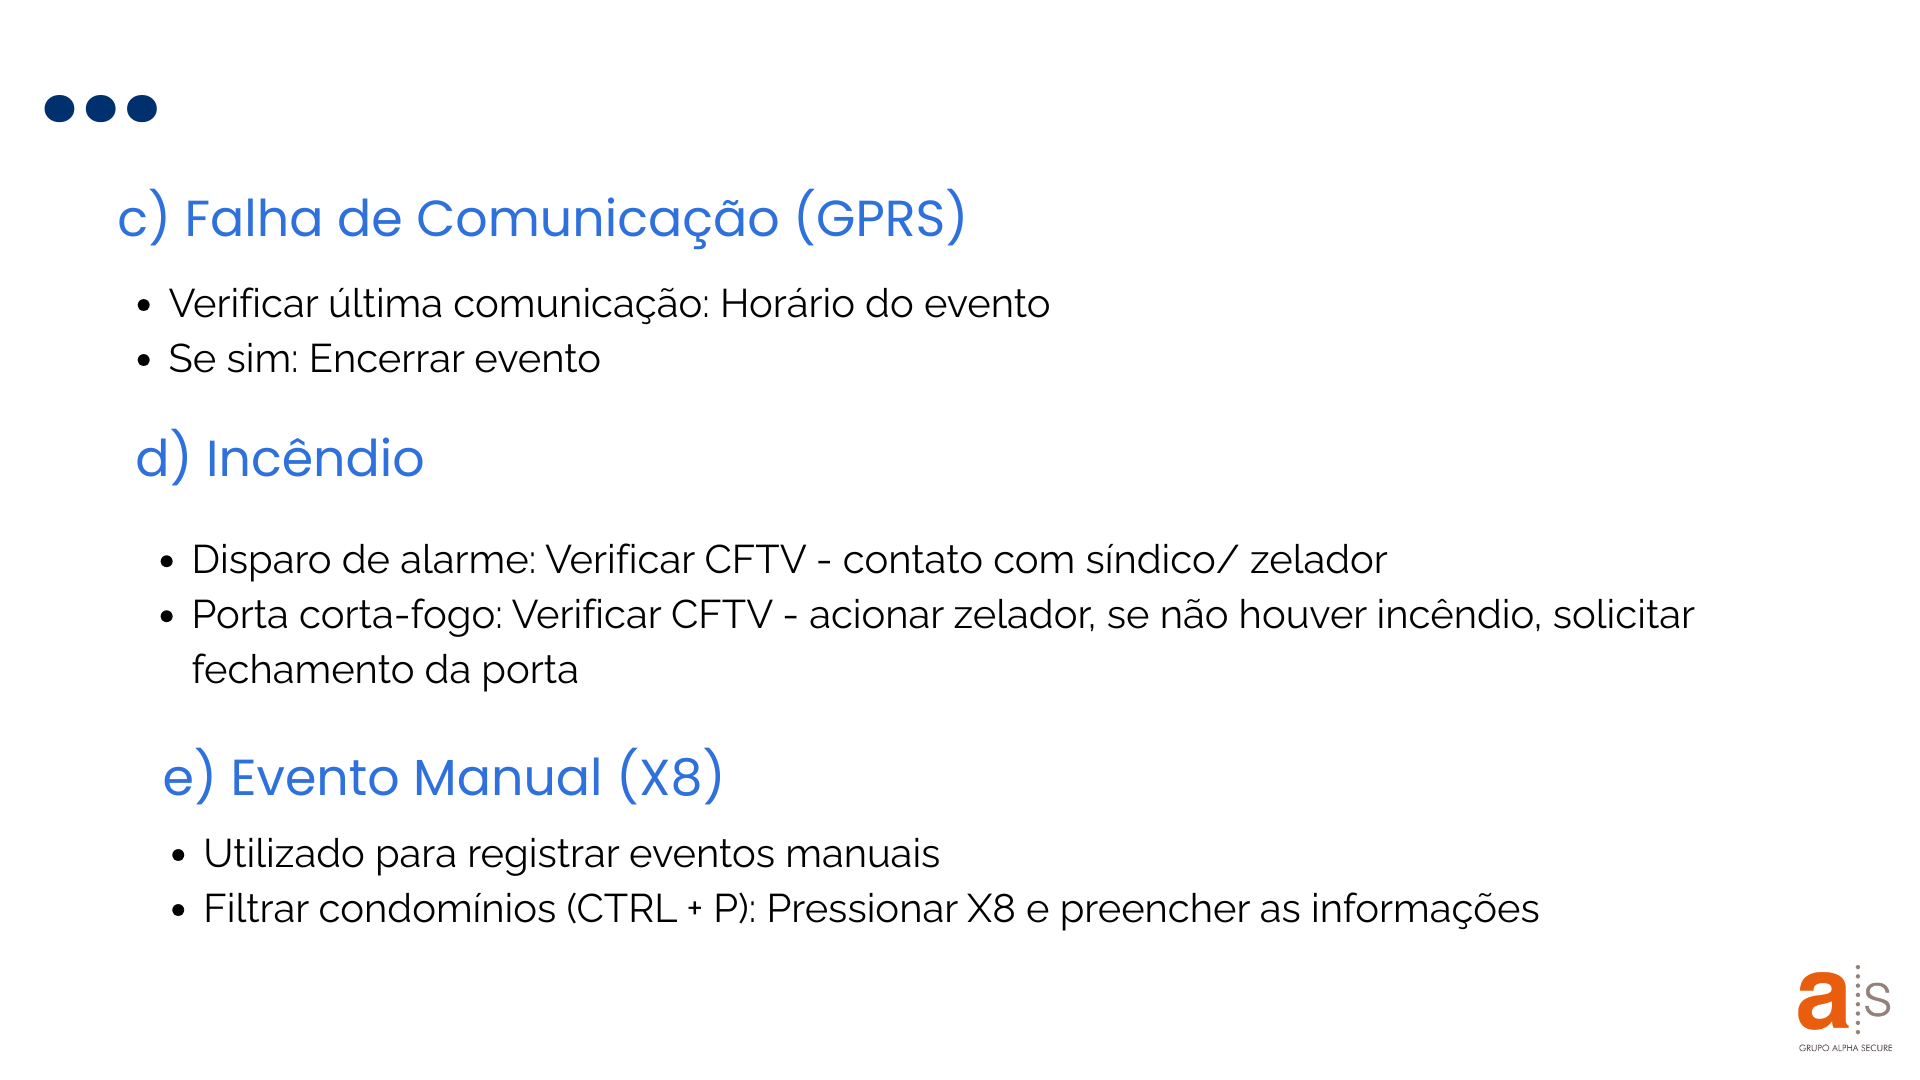 c) Falha de Comunicação (GPRS)
• Verificar última comunicação: Horário do evento
• Se sim: Encerrar evento
d) Incêndio
• Disparo de alarme: Verificar CFTV - contato com síndico/ zelador
• Porta corta-fogo: Verificar CFTV - acionar zelador, se não houver incêndio, solicitar
fechamento da porta
e) Evento Manual (X8)
• Utilizado para registrar eventos manuais
• Filtrar condomínios (CTRL + P): Pressionar X8 e preencher as informações
a s
GRUPO ALPHA SECURE